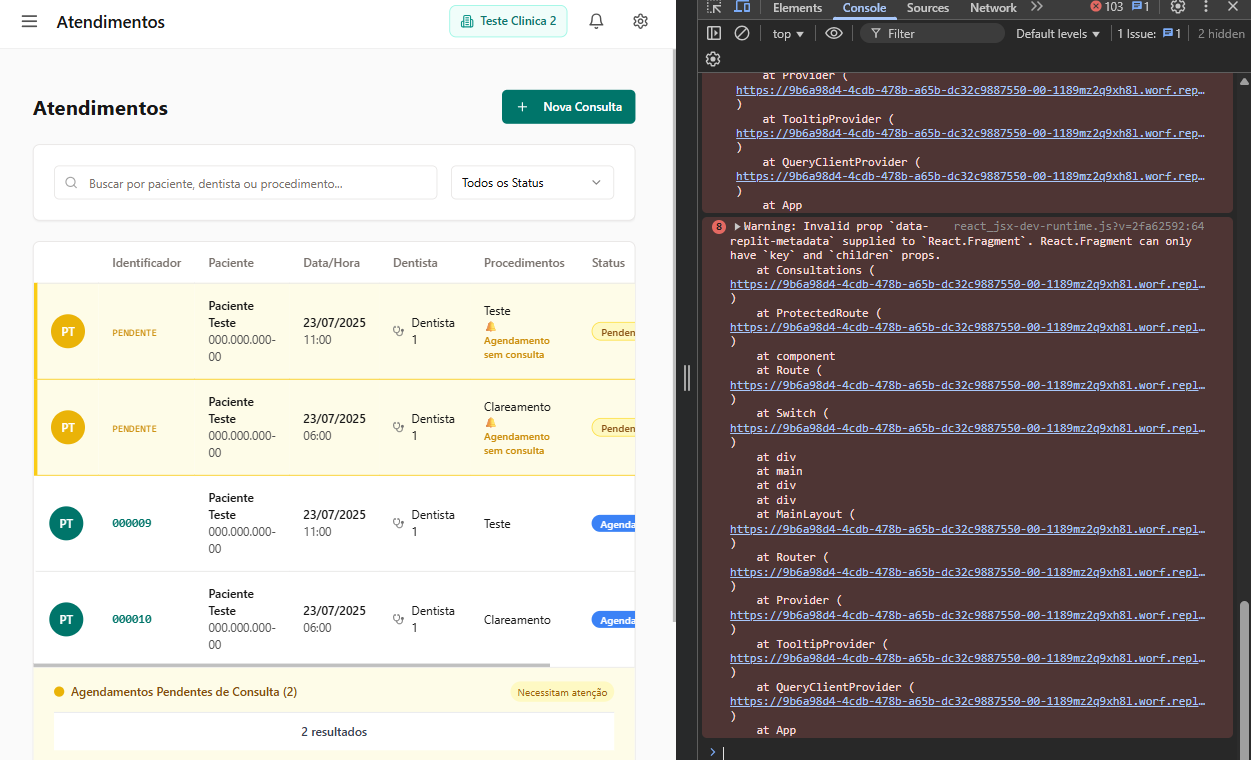 Atendimentos
Teste Clinica 2
Atendimentos
+ Nova Consulta
Buscar por paciente, dentista ou procedimento...
Todos os Status
Identificador Paciente Data/Hora Dentista Procedimentos Status
PT
PENDENTE
Paciente
Teste
000.000.000-
00
23/07/2025
11:00
Dentista
1
Teste
Agendamento
sem consulta
Penden
PT
PENDENTE
Paciente
Teste
000.000.000-
00
23/07/2025
06:00
Dentista
1
Clareamento
Agendamento
sem consulta
Penden
PT
000009
Paciente
Teste
000.000.000-
00
23/07/2025
11:00
Dentista
1
Teste
Agenda
PT
000010
Paciente
Teste
000.000.000-
00
23/07/2025
06:00
Dentista
1
Clareamento
Agenda
Agendamentos Pendentes de Consulta (2)
Necessitam atenção
2 resultados
Elements Console Sources Network 103 1
top Filter Default levels 1 Issue: 1 2 hidden
at Provider (
https://9b6a98d4-4cdb-478b-a65b-dc32c9887550-00-1189mz2q9xh8l.worf.rep…
)
at TooltipProvider (
https://9b6a98d4-4cdb-478b-a65b-dc32c9887550-00-1189mz2q9xh8l.worf.rep…
)
at QueryClientProvider (
https://9b6a98d4-4cdb-478b-a65b-dc32c9887550-00-1189mz2q9xh8l.worf.rep…
)
at App
8 Warning: Invalid prop `data- react_jsx-dev-runtime.js?v=2fa62592:64
replit-metadata` supplied to `React.Fragment`. React.Fragment can only
have `key` and `children` props.
at Consultations (
https://9b6a98d4-4cdb-478b-a65b-dc32c9887550-00-1189mz2q9xh8l.worf.repl…
)
at ProtectedRoute (
https://9b6a98d4-4cdb-478b-a65b-dc32c9887550-00-1189mz2q9xh8l.worf.repl…
)
at component
at Route (
https://9b6a98d4-4cdb-478b-a65b-dc32c9887550-00-1189mz2q9xh8l.worf.repl…
)
at Switch (
https://9b6a98d4-4cdb-478b-a65b-dc32c9887550-00-1189mz2q9xh8l.worf.repl…
)
at div
at main
at div
at div
at MainLayout (
https://9b6a98d4-4cdb-478b-a65b-dc32c9887550-00-1189mz2q9xh8l.worf.repl…
)
at Router (
https://9b6a98d4-4cdb-478b-a65b-dc32c9887550-00-1189mz2q9xh8l.worf.repl…
)
at Provider (
https://9b6a98d4-4cdb-478b-a65b-dc32c9887550-00-1189mz2q9xh8l.worf.repl…
)
at TooltipProvider (
https://9b6a98d4-4cdb-478b-a65b-dc32c9887550-00-1189mz2q9xh8l.worf.repl…
)
at QueryClientProvider (
https://9b6a98d4-4cdb-478b-a65b-dc32c9887550-00-1189mz2q9xh8l.worf.repl…
)
at App